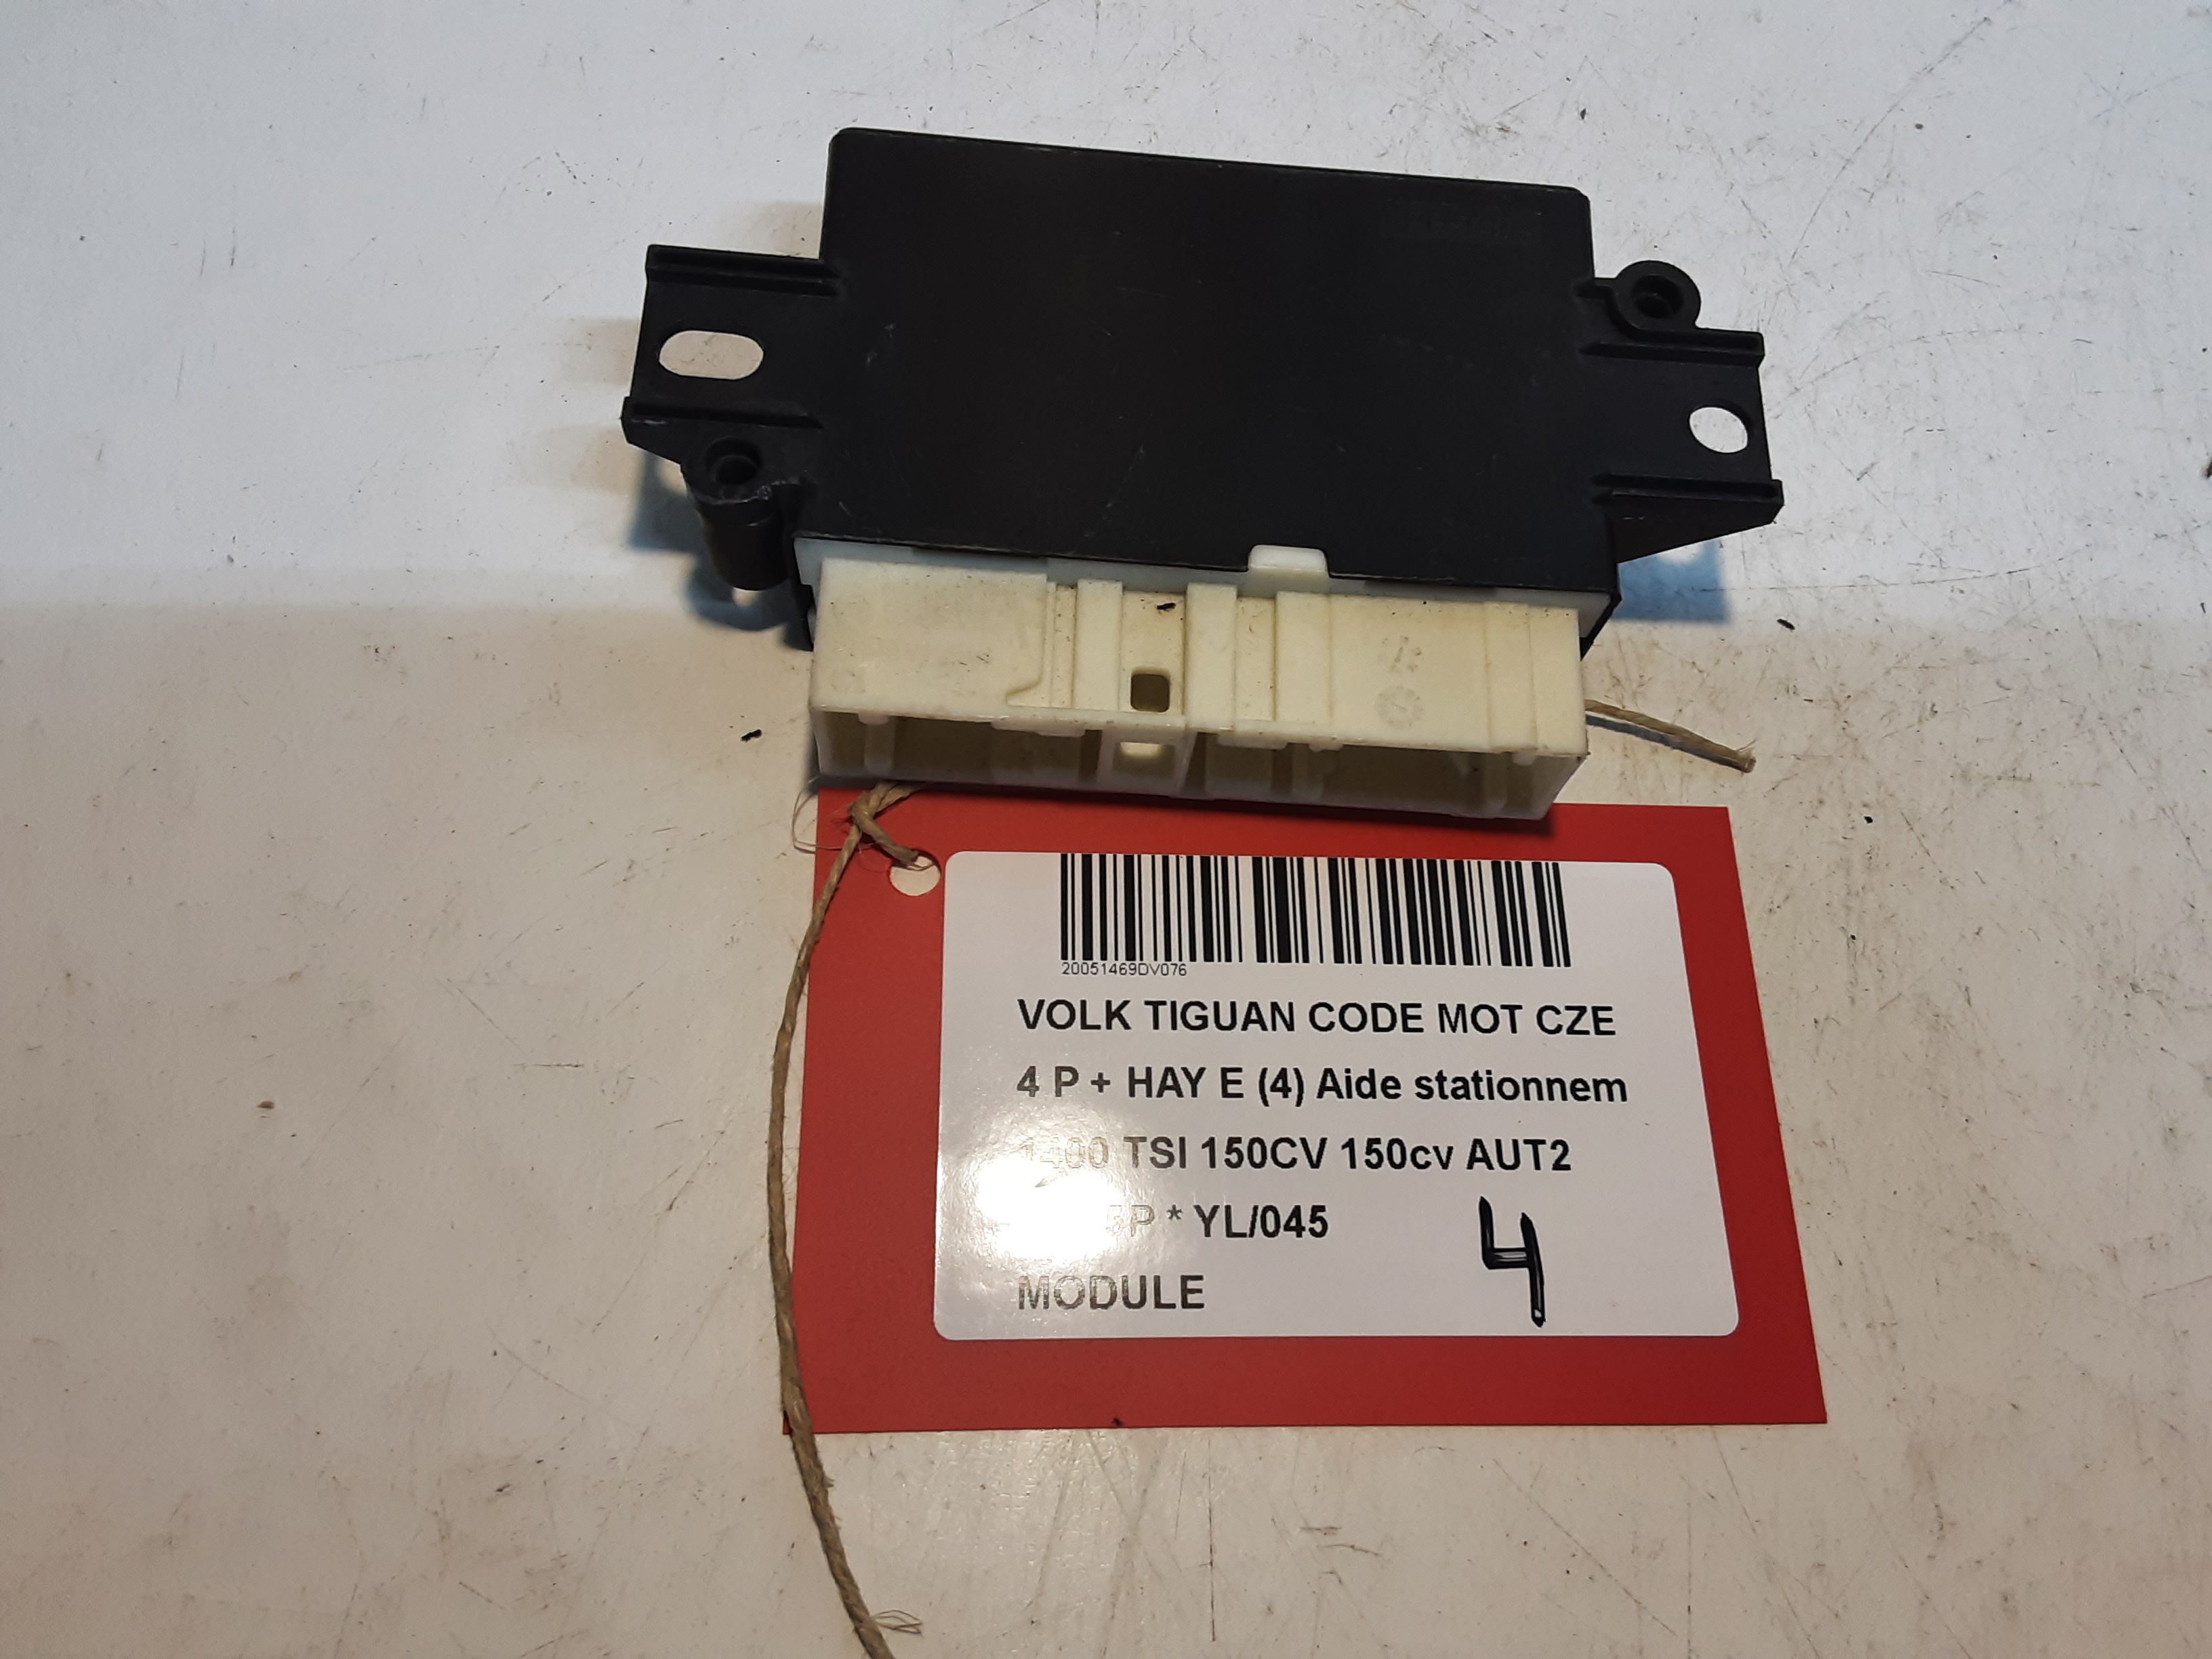 20051469DV076
VOLK TIGUAN CODE MOT CZE
4 P + HAY E (4) Aide stationnem
1400 TSI 150CV 150cv AUT2
* YL/045
4
MODULE